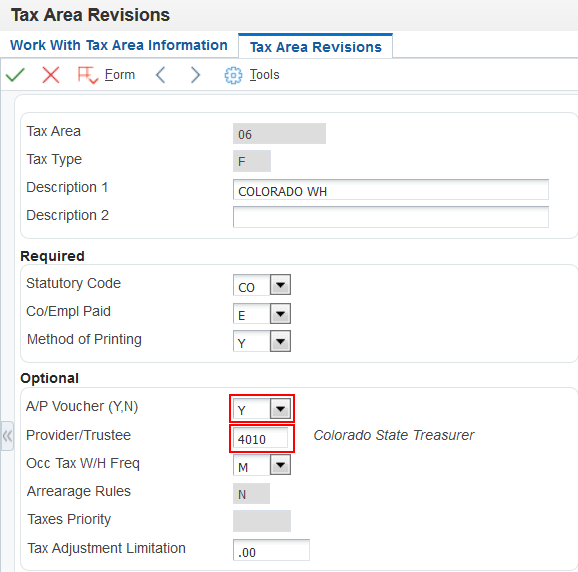 Tax Area Revisions
Work With Tax Area Information Tax Area Revisions
Form Tools
Tax Area 06
Tax Type F
Description 1 COLORADO WH
Description 2
Required
Statutory Code CO
Co/Empl Paid E
Method of Printing Y
Optional
A/P Voucher (Y,N) Y
Provider/Trustee 4010 Colorado State Treasurer
Occ Tax W/H Freq M
Arrearage Rules N
Taxes Priority
Tax Adjustment Limitation .00